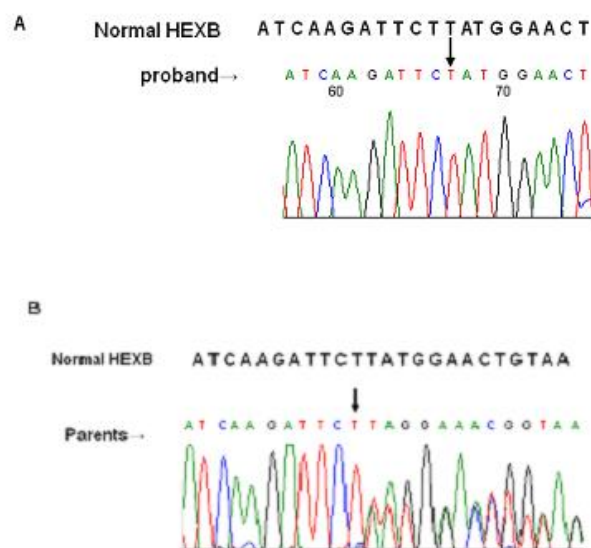 A
Normal HEXB ATCAAGATTCTTATGGAACT
proband→ ATCAAGATTCTATGGAACT
60 70
B
Normal HEXB ATCAAGATTCTTATGGAACTGTAA
Parents→ ATCAAGATTCTTAGGAAACGGTAA